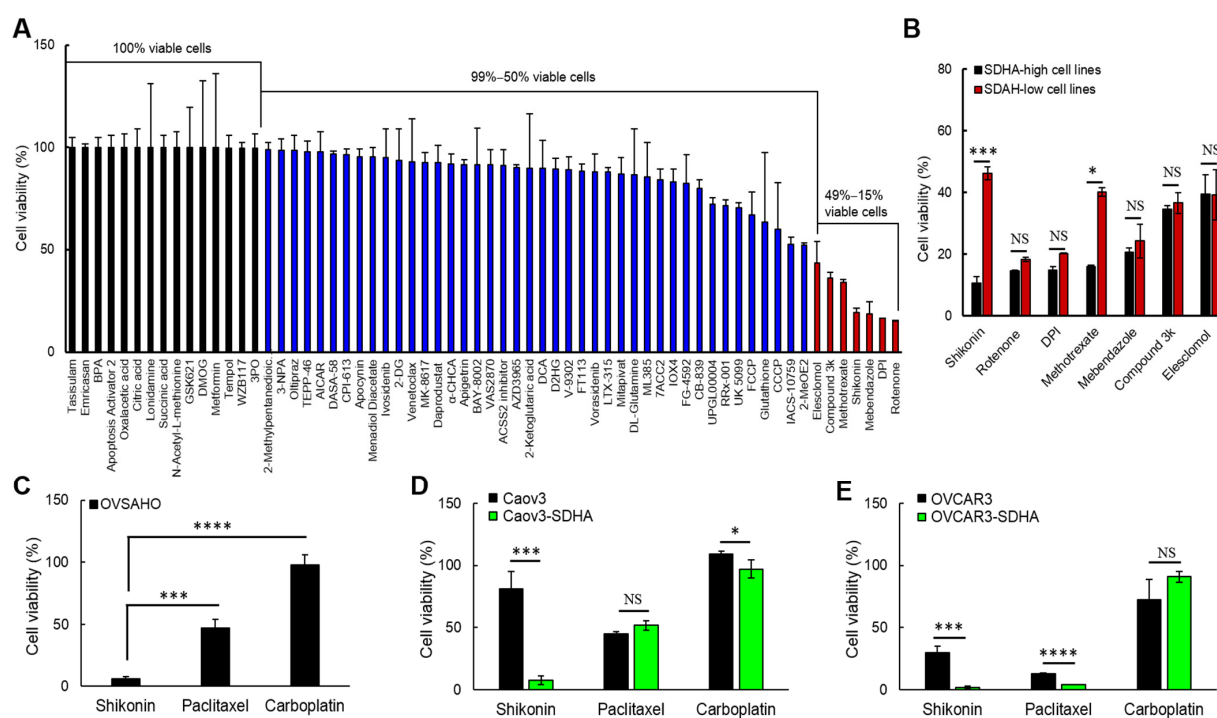 A
150
100% viable cells
99%–50% viable cells
100
50
0
49%–15%
viable cells
Cell viability (%)
Tasisulam
Emricasan
BPA
Apoptosis Activator 2
Oxalacetic acid
Citric acid
Lonidamine
Succinic acid
N-Acetyl-L-methionine
GSK621
DMOG
Metformin
Tempol
WZB117
3PO
2-Methylpentanedioic.
3-NPA
Oltipraz
TEPP-46
AICAR
DASA-58
CPI-613
Apocynin
Menadiol Diacetate
Ivosidenib
2-DG
Venetoclax
MK-8617
Daprodustat
α-CHCA
Apigetrin
BAY-8002
VAS2870
ACSS2 inhibitor
AZD3965
2-Ketoglutaric acid
DCA
D2HG
V-9302
FT113
Vorasidenib
LTX-315
Mitapivat
DL-Glutamine
ML385
7ACC2
IOX4
FG-4592
CB-839
UPGL00004
RRx-001
UK 5099
FCCP
Glutathione
CCCP
IACS-10759
2-MeOE2
Elesclomol
Compound 3k
Methotrexate
Shikonin
Mebendazole
DPI
Rotenone
B
80
60
40
20
0
Cell viability (%)
SDHA-high cell lines
SDAH-low cell lines
***
NS
NS
*
NS
NS
NS
Shikonin
Rotenone
DPI
Methotrexate
Mebendazole
Compound 3k
Elesclomol
C
150
100
50
0
Cell viability (%)
OVSAHO
****
***
Shikonin Paclitaxel Carboplatin
D
150
100
50
0
Cell viability (%)
Caov3
Caov3-SDHA
***
NS
*
Shikonin Paclitaxel Carboplatin
E
150
100
50
0
Cell viability (%)
OVCAR3
OVCAR3-SDHA
***
****
NS
Shikonin Paclitaxel Carboplatin